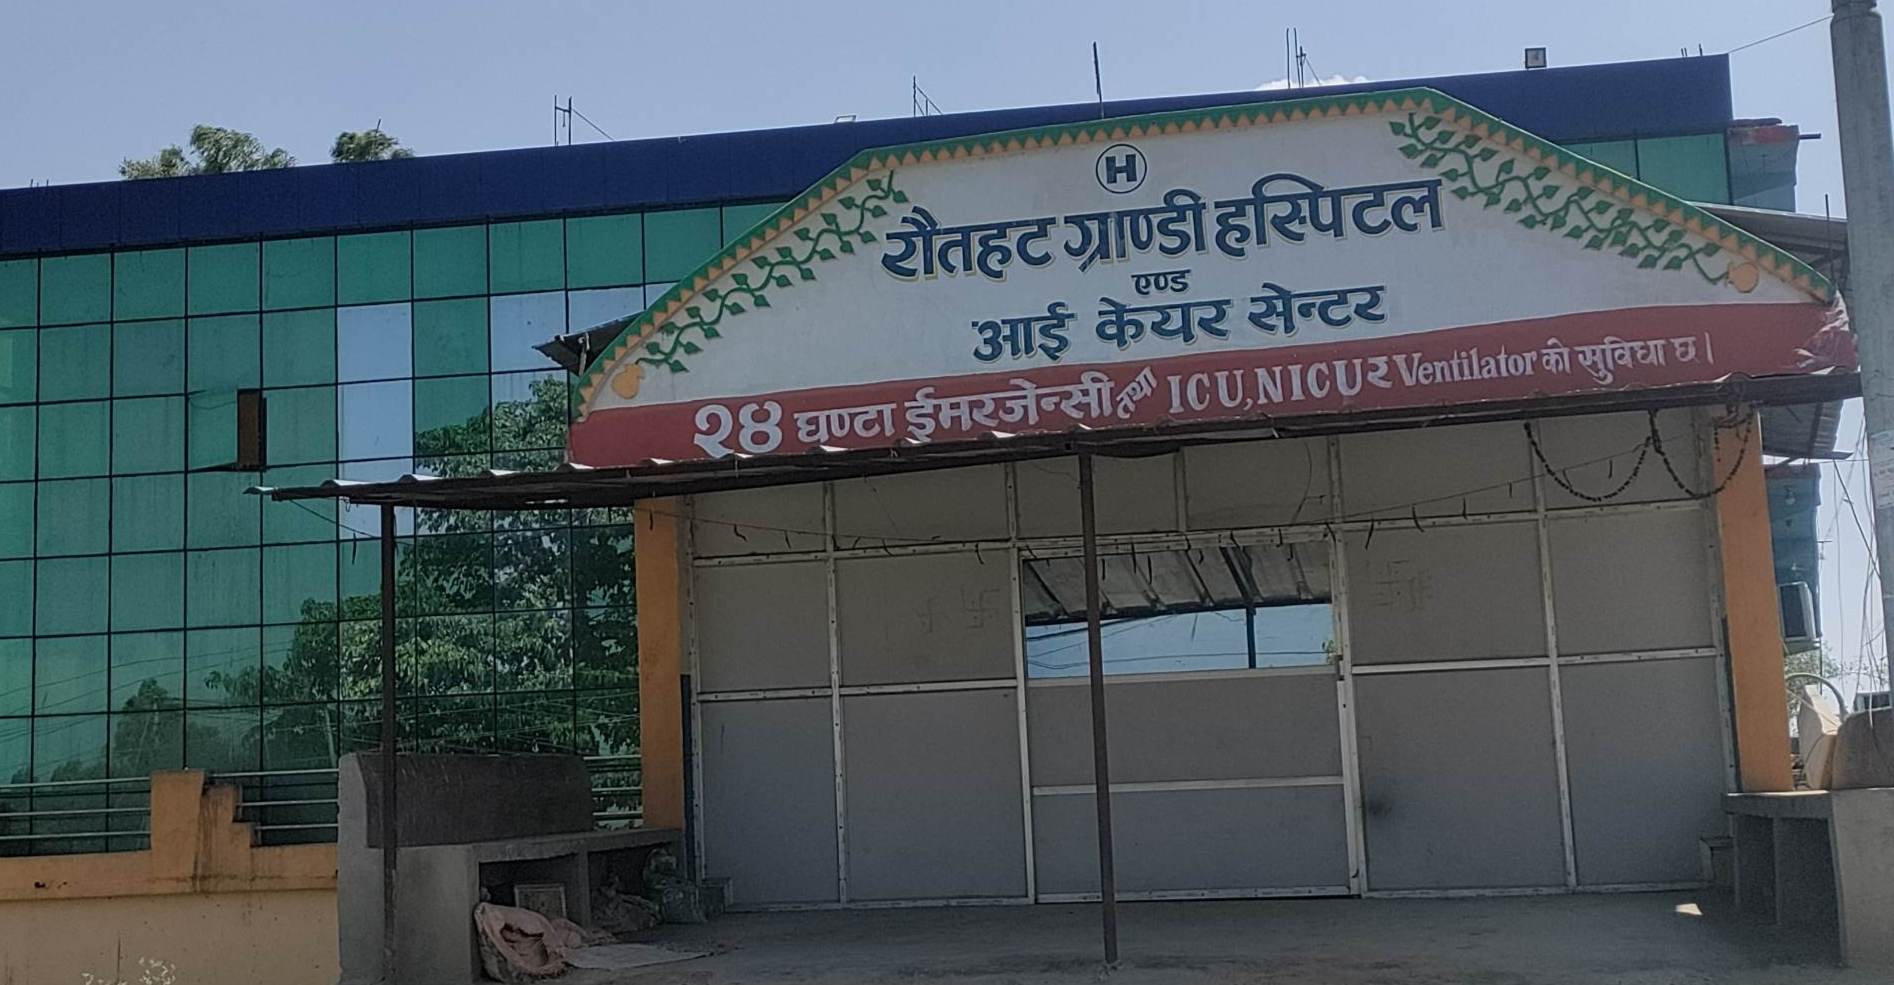 H
रौतहट ग्राण्डी हस्पिटल
एण्ड
आई केयर सेन्टर
२४ घण्टा ईमरजेन्सी तथा ICU, NICU र Ventilator को सुविधा छ।